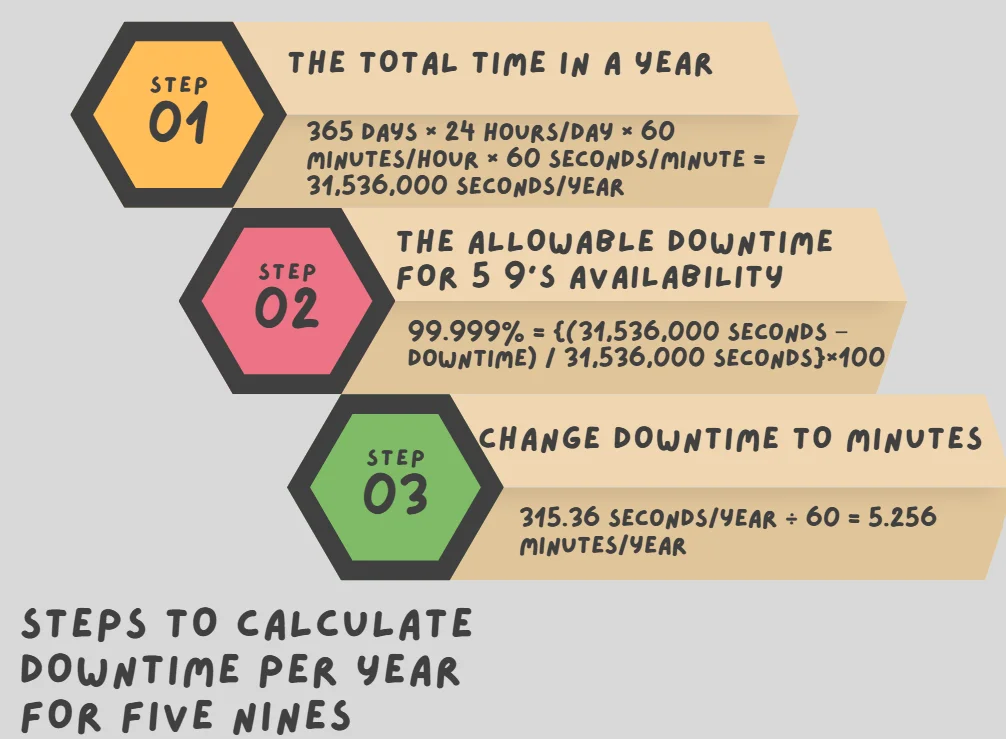 STEP
01
THE TOTAL TIME IN A YEAR
365 DAYS × 24 HOURS/DAY × 60
MINUTES/HOUR × 60 SECONDS/MINUTE =
31,536,000 SECONDS/YEAR
STEP
02
THE ALLOWABLE DOWNTIME
FOR 5 9'S AVAILABILITY
99.999% = {(31,536,000 SECONDS −
DOWNTIME) / 31,536,000 SECONDS}×100
STEP
03
CHANGE DOWNTIME TO MINUTES
315.36 SECONDS/YEAR ÷ 60 = 5.256
MINUTES/YEAR
STEPS TO CALCULATE
DOWNTIME PER YEAR
FOR FIVE NINES